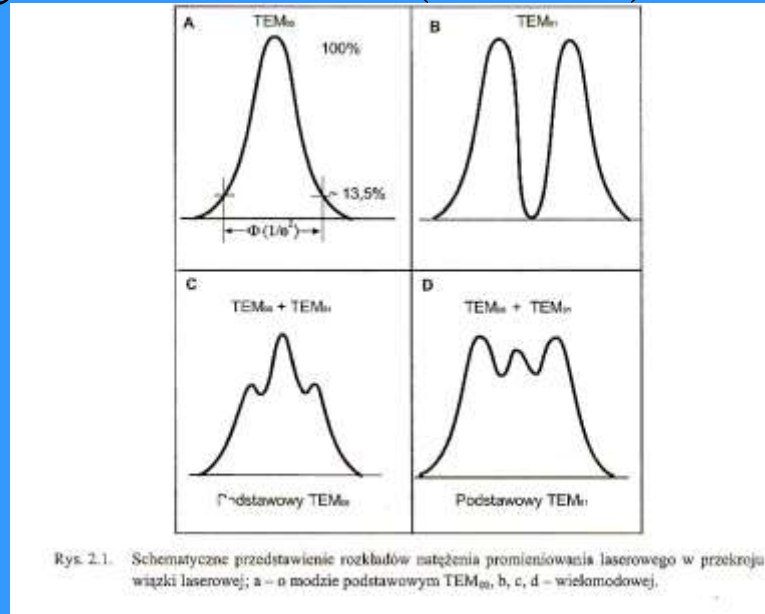 A
TEM₀₀
100%
~ 13,5%
Φ (1/e²)
B
TEM₀₁
C
TEM₀₀ + TEM₀₁
Podstawowy TEM₀₀
D
TEM₀₀ + TEM₀₁
Podstawowy TEM₀₁
Rys. 2.1. Schematyczne przedstawienie rozkładów natężenia promieniowania laserowego w przekroju
wiązki laserowej; a – o modzie podstawowym TEM₀₀, b, c, d – wielomodowej.